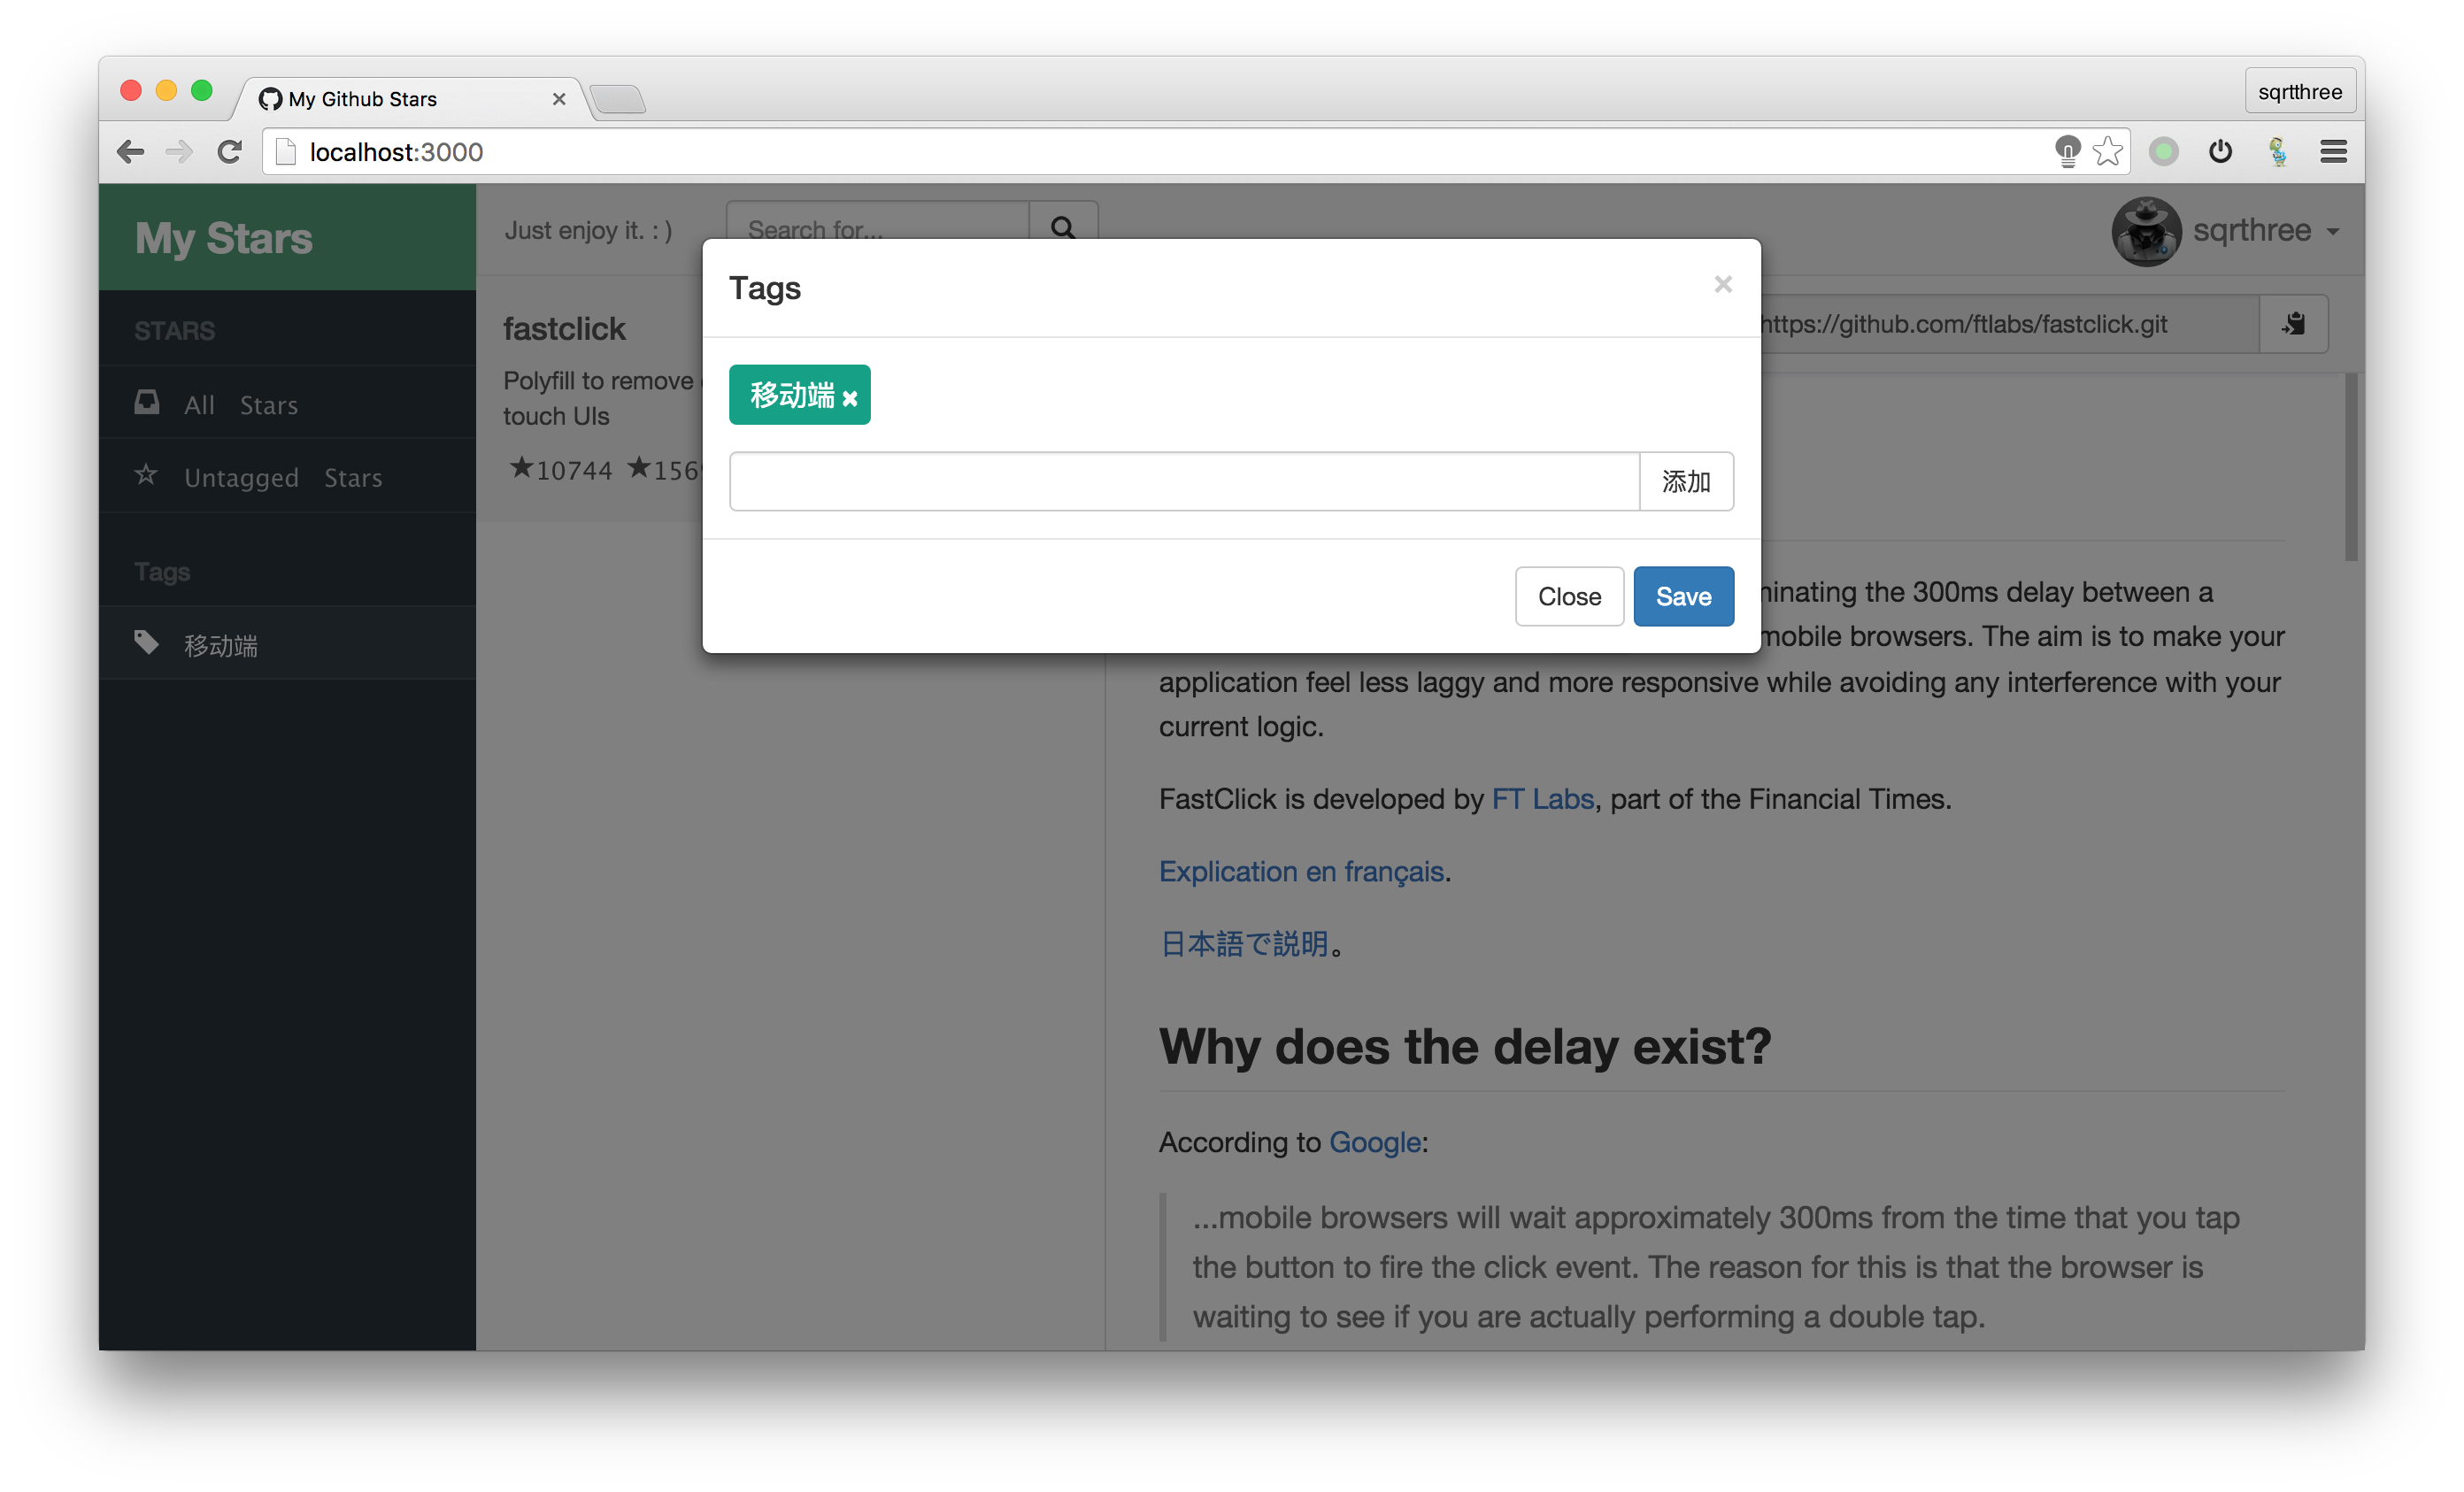 My Github Stars
sqrtthree
localhost:3000
My Stars
Just enjoy it. : )
Search for...
sqrthree
STARS
All Stars
Untagged Stars
Tags
移动端
fastclick
Polyfill to remove
touch UIs
10744
https://github.com/ftlabs/fastclick.git
Tags
移动端
添加
Close
Save
the 300ms delay between a
mobile browsers. The aim is to make your
application feel less laggy and more responsive while avoiding any interference with your
current logic.
FastClick is developed by FT Labs, part of the Financial Times.
Explication en français.
日本語で説明。
Why does the delay exist?
According to Google:
...mobile browsers will wait approximately 300ms from the time that you tap
the button to fire the click event. The reason for this is that the browser is
waiting to see if you are actually performing a double tap.